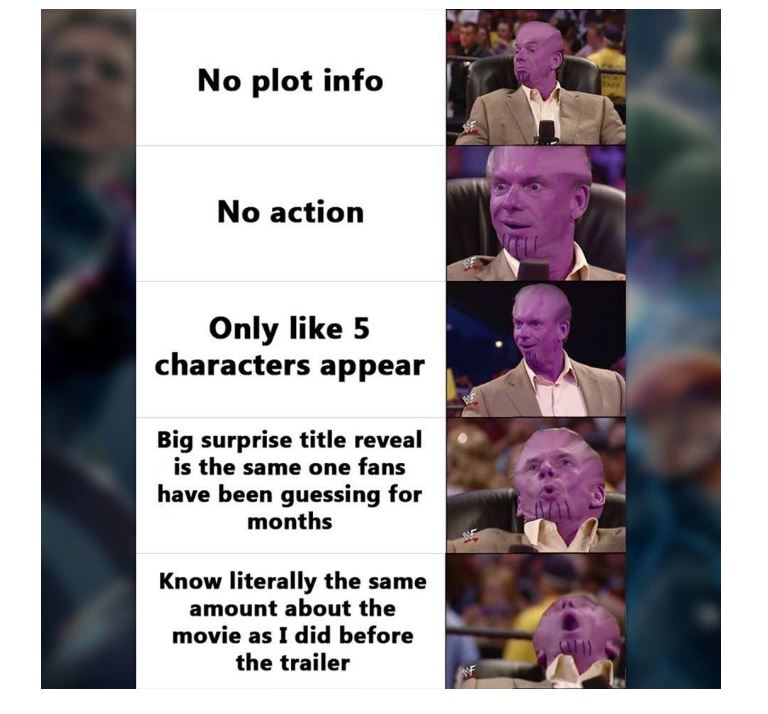 No plot info
No action
Only like 5
characters appear
Big surprise title reveal
is the same one fans
have been guessing for
months
Know literally the same
amount about the
movie as I did before
the trailer